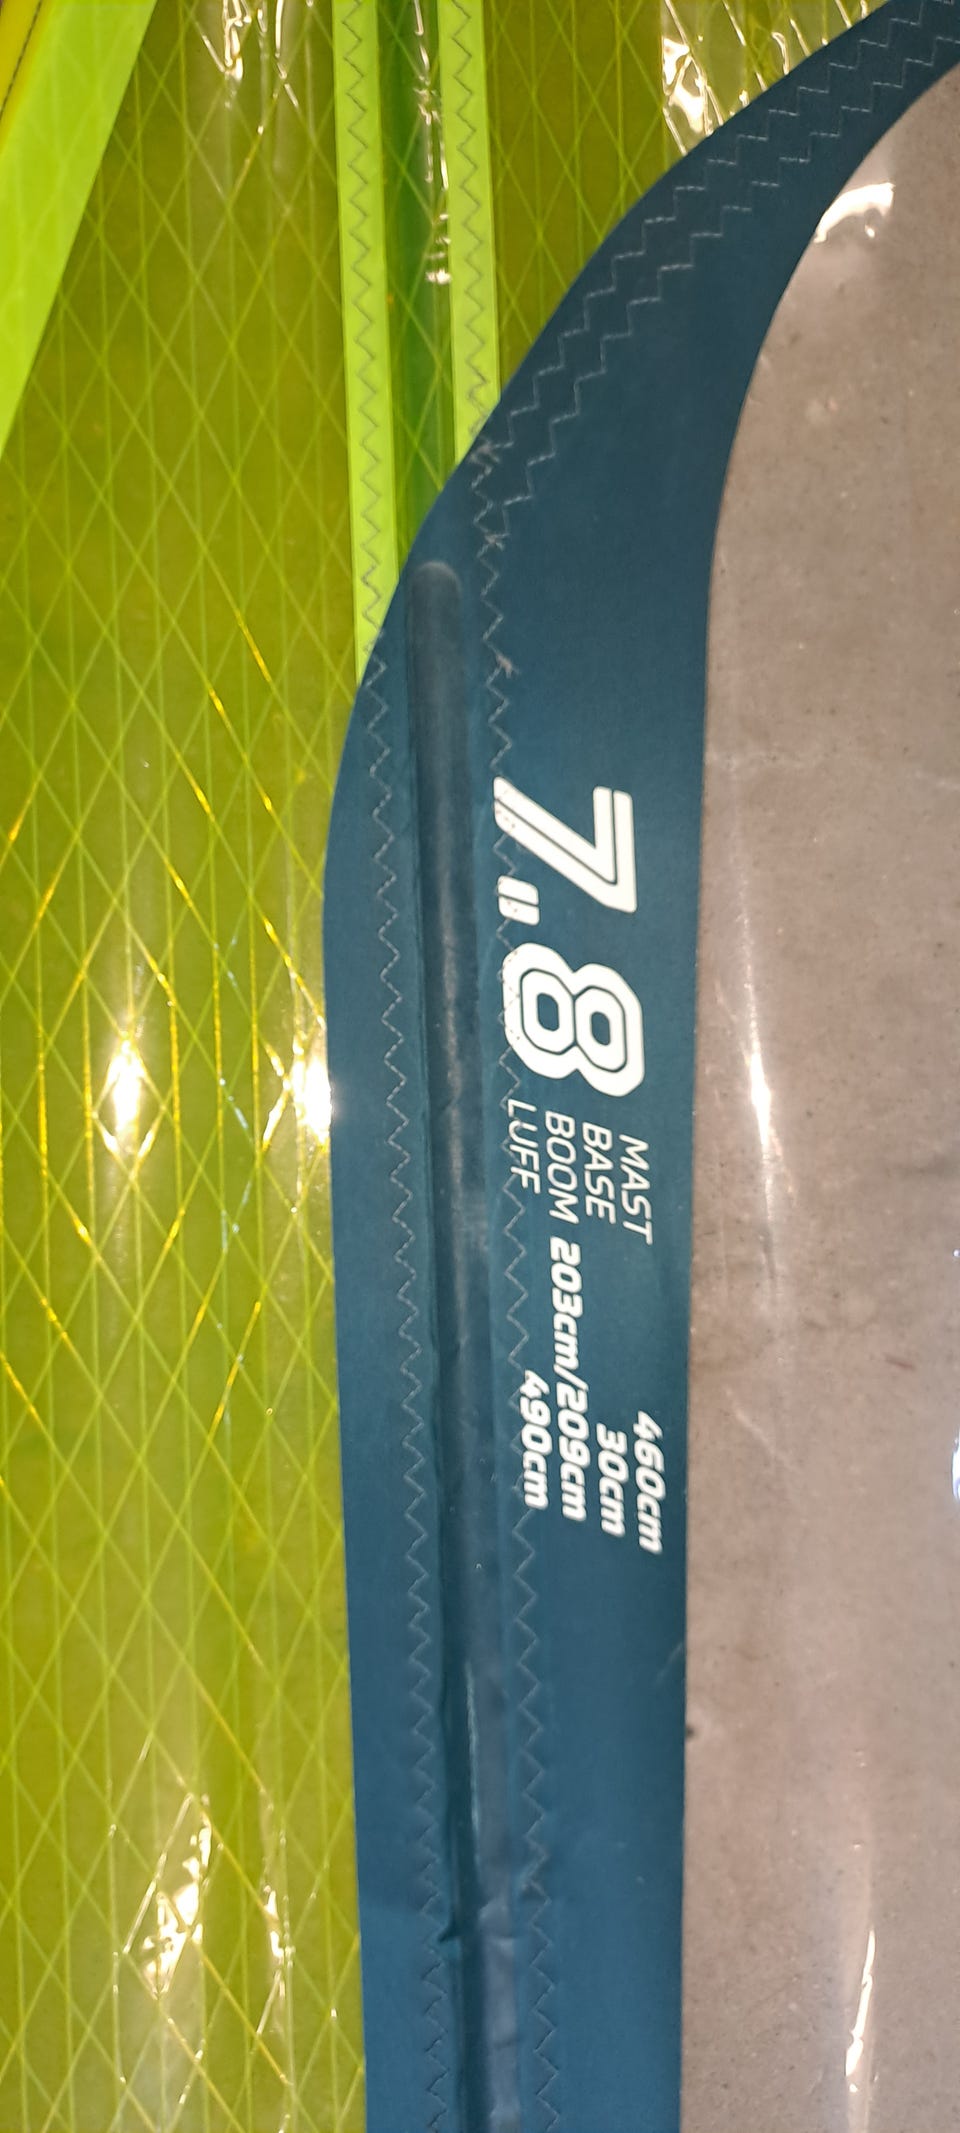 7.8
MAST 460cm
BASE 30cm
BOOM 203cm/209cm
LUFF 490cm